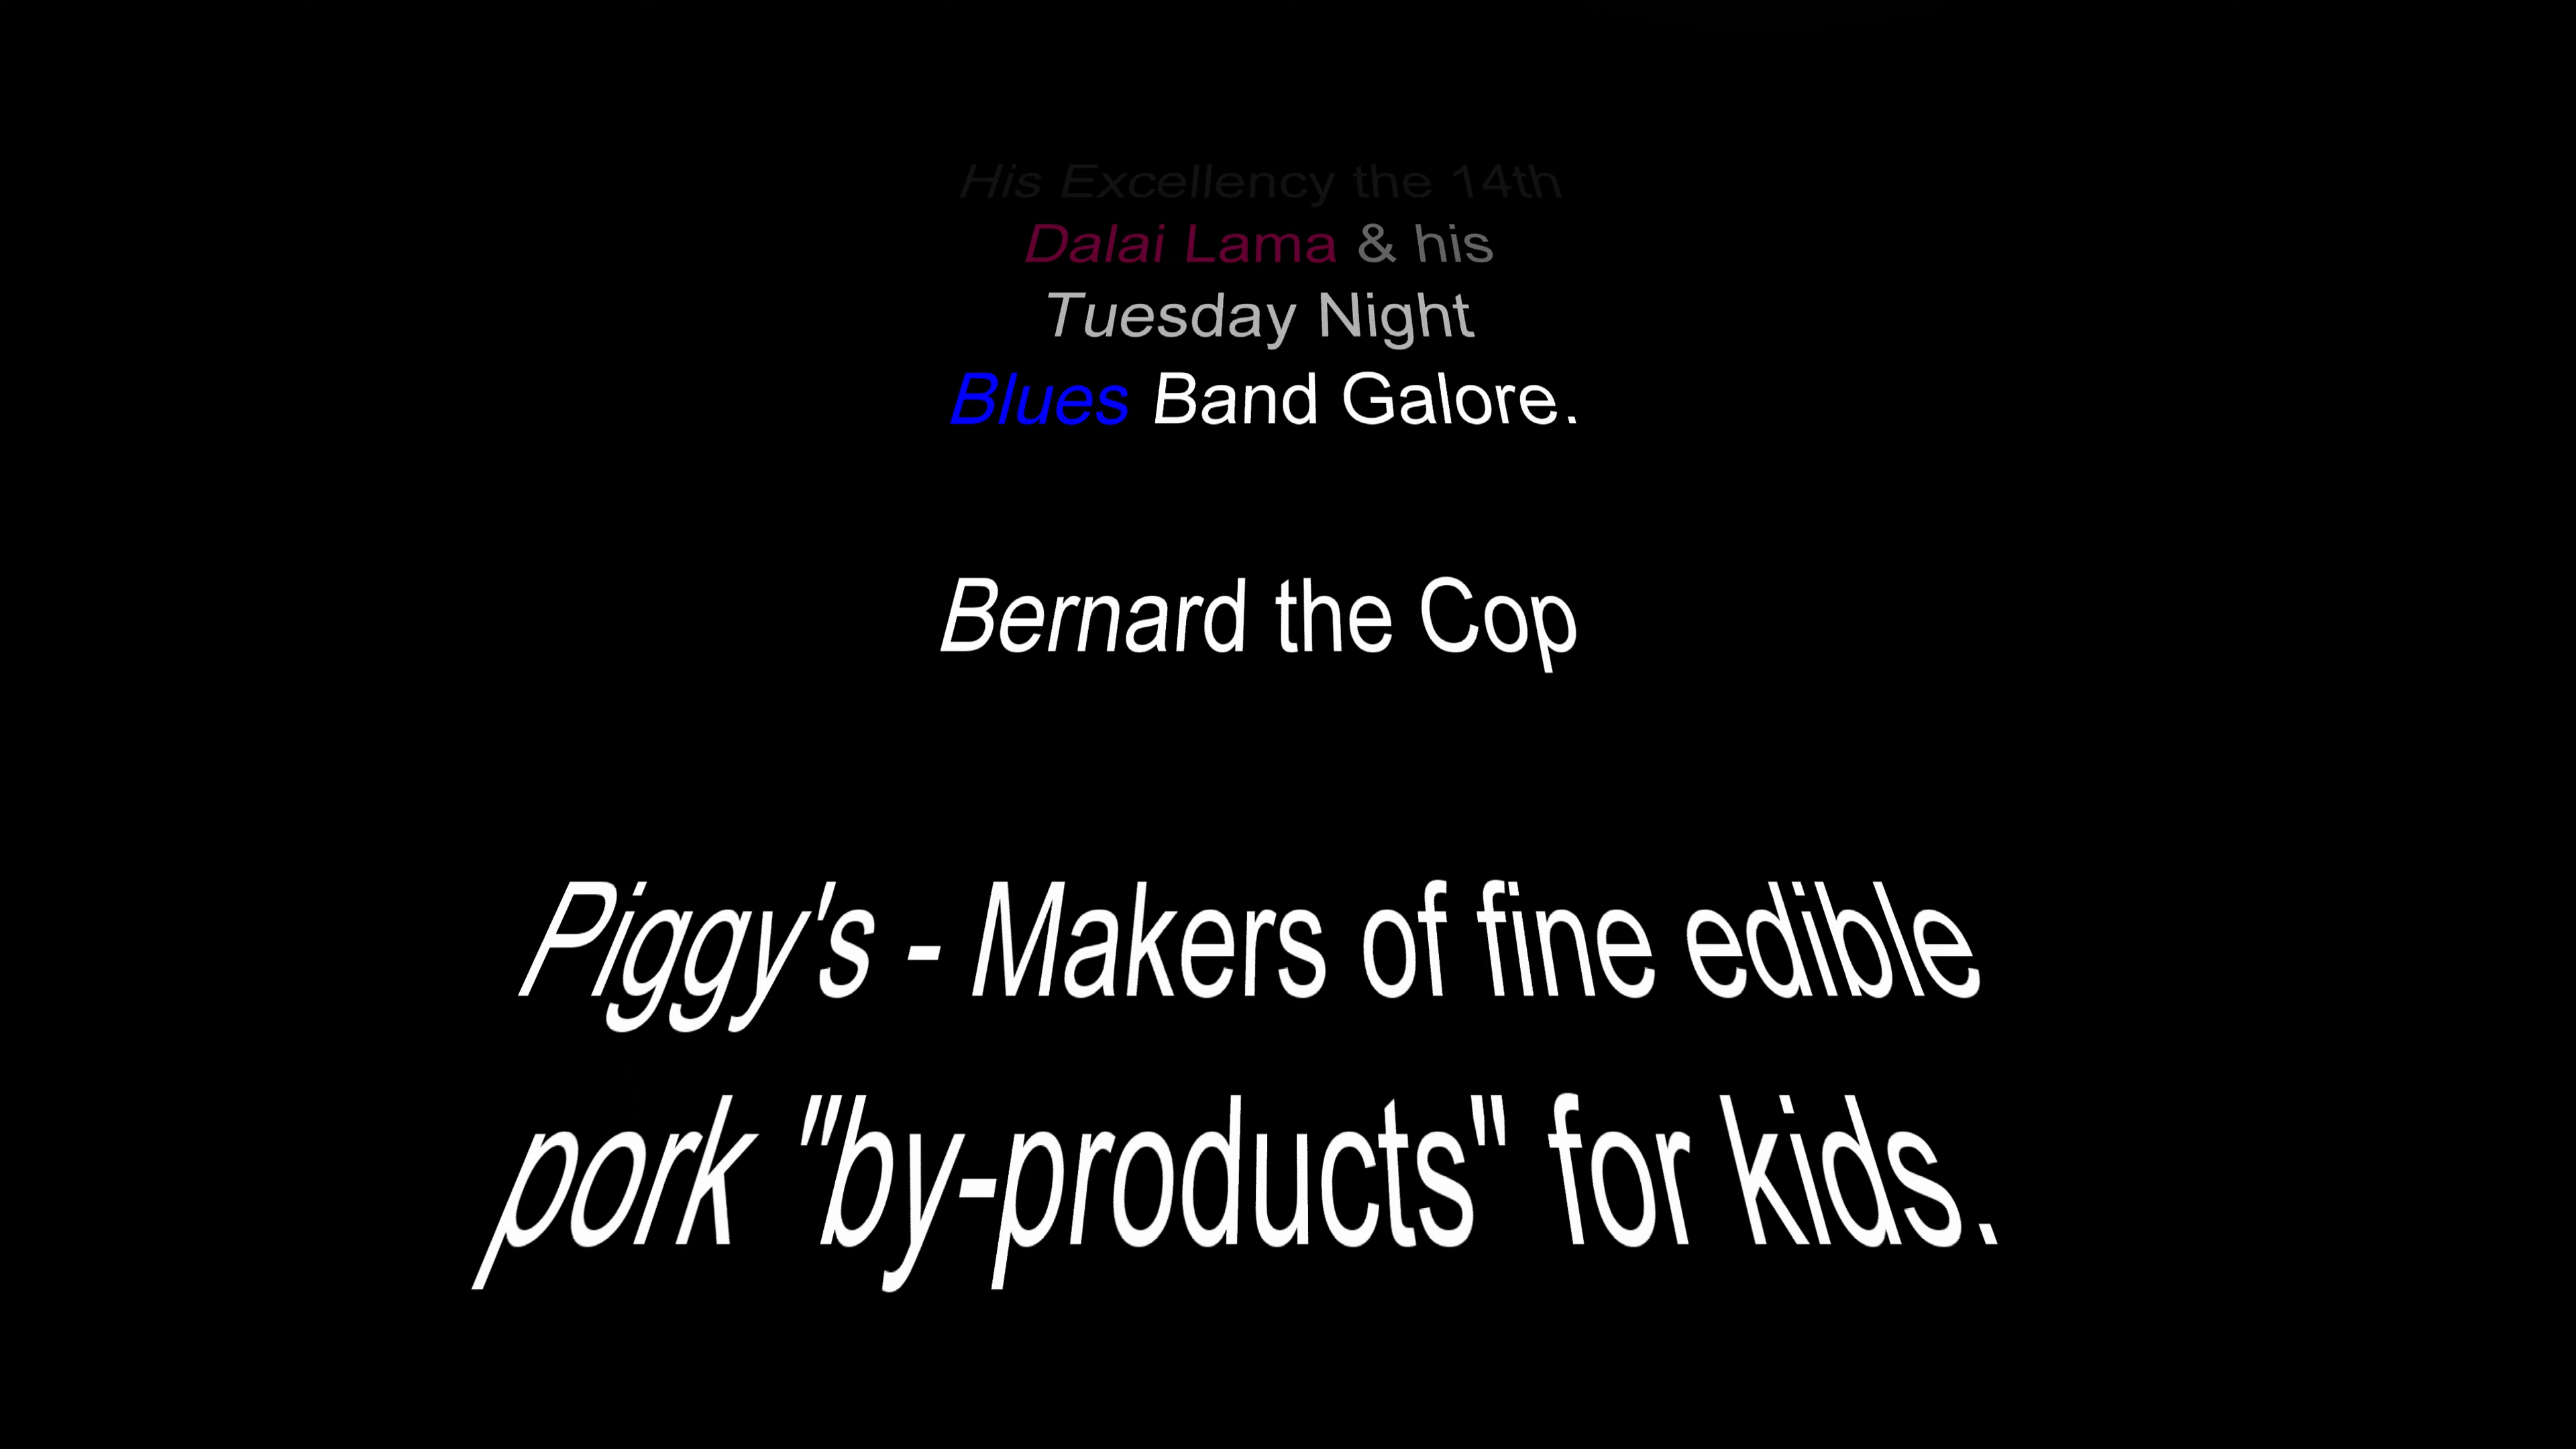 His Excellency the 14th
Dalai Lama & his
Tuesday Night
Blues Band Galore.
Bernard the Cop
Piggy's - Makers of fine edible
pork "by-products" for kids.